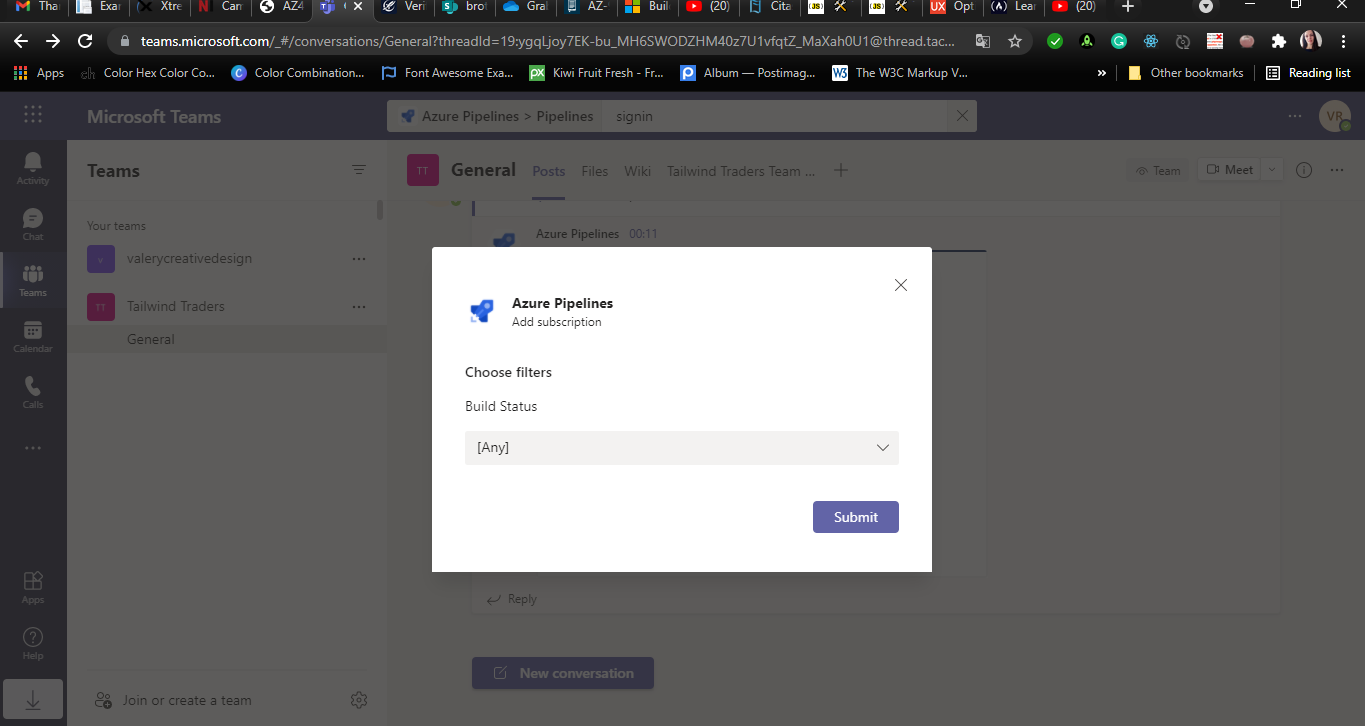 Thai
Exar
Xtre
Can
AZ4
Veri
brot
Gral
AZ-
Buil
(20)
Cita
Opt
Lear
(20)
teams.microsoft.com/_#/conversations/General?threadId=19:ygqLjoy7EK-bu_MH6SWODZHM40z7U1vfqtZ_MaXah0U1@thread.tac...
Apps
Color Hex Color Co...
Color Combination...
Font Awesome Exa...
Kiwi Fruit Fresh - Fr...
Album — Postimag...
The W3C Markup V...
»
Other bookmarks
Reading list
Microsoft Teams
Azure Pipelines > Pipelines signin
VR
Activity
Chat
Teams
Calendar
Calls
Apps
Help
Teams
Your teams
v valerycreativedesign
TT Tailwind Traders
General
Join or create a team
TT General Posts Files Wiki Tailwind Traders Team ...
Team
Meet
Azure Pipelines 00:11
Azure Pipelines
Add subscription
Choose filters
Build Status
[Any]
Submit
Reply
New conversation